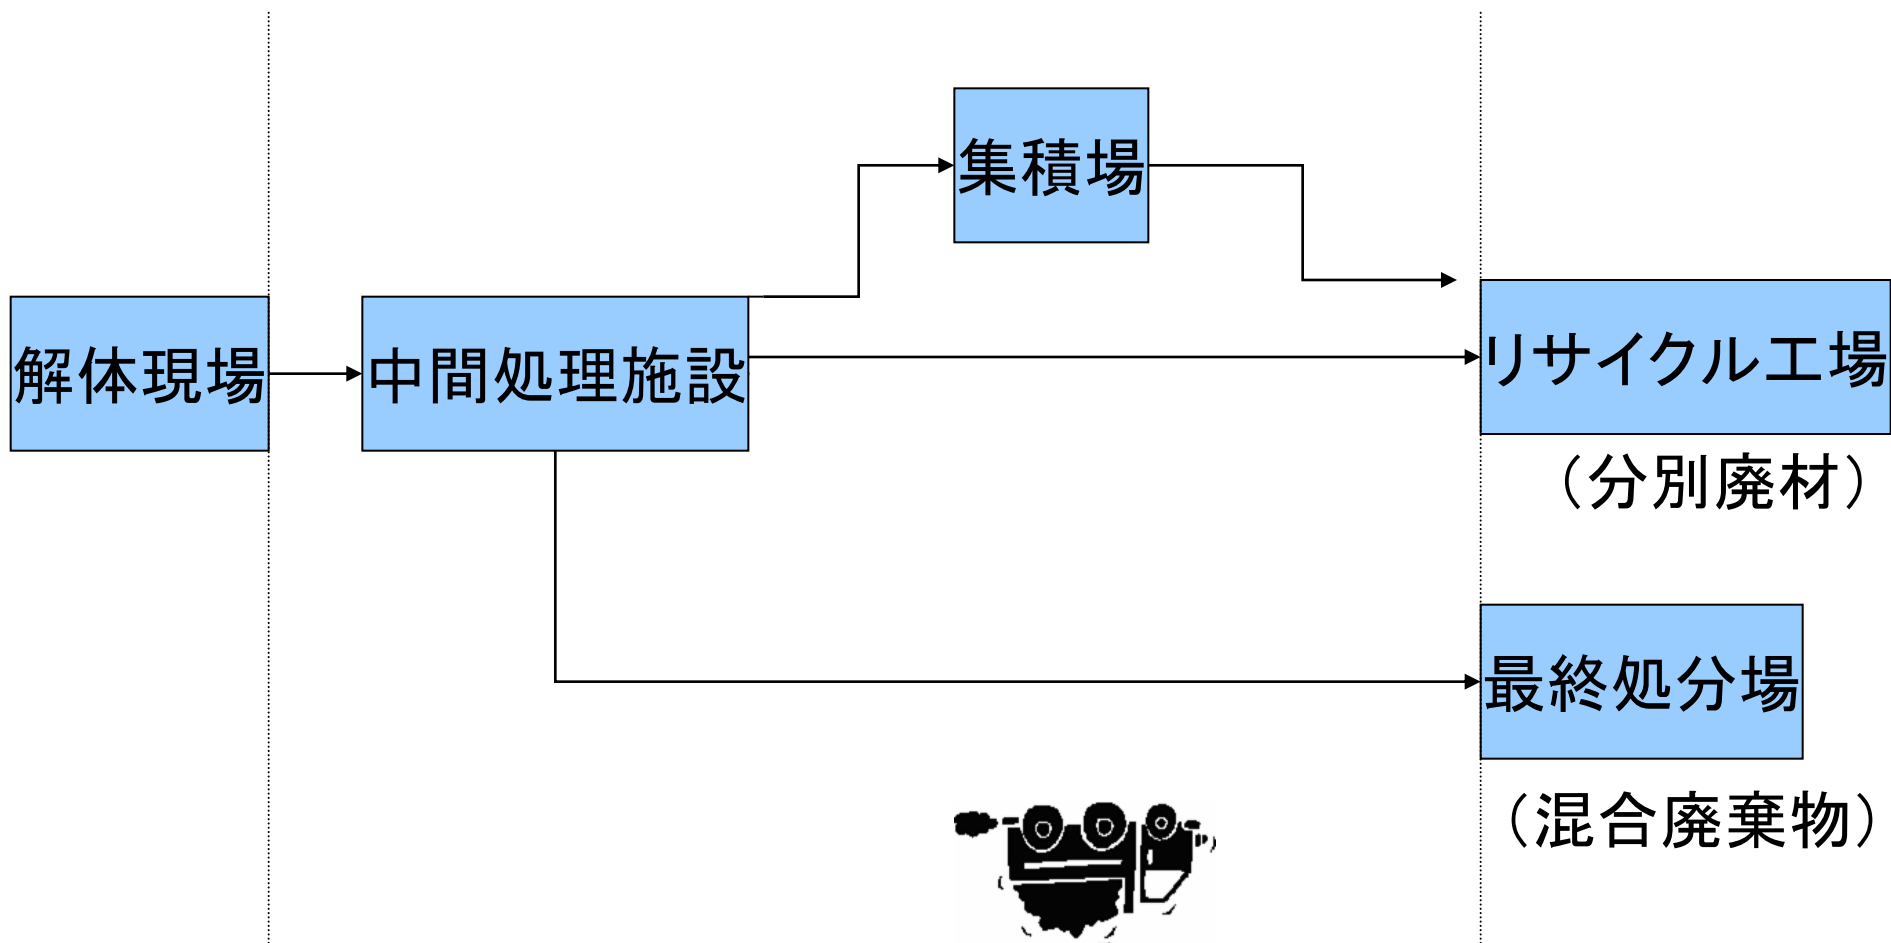 集積場
解体現場
中間処理施設
リサイクル工場
（分別廃材）
最終処分場
（混合廃棄物）